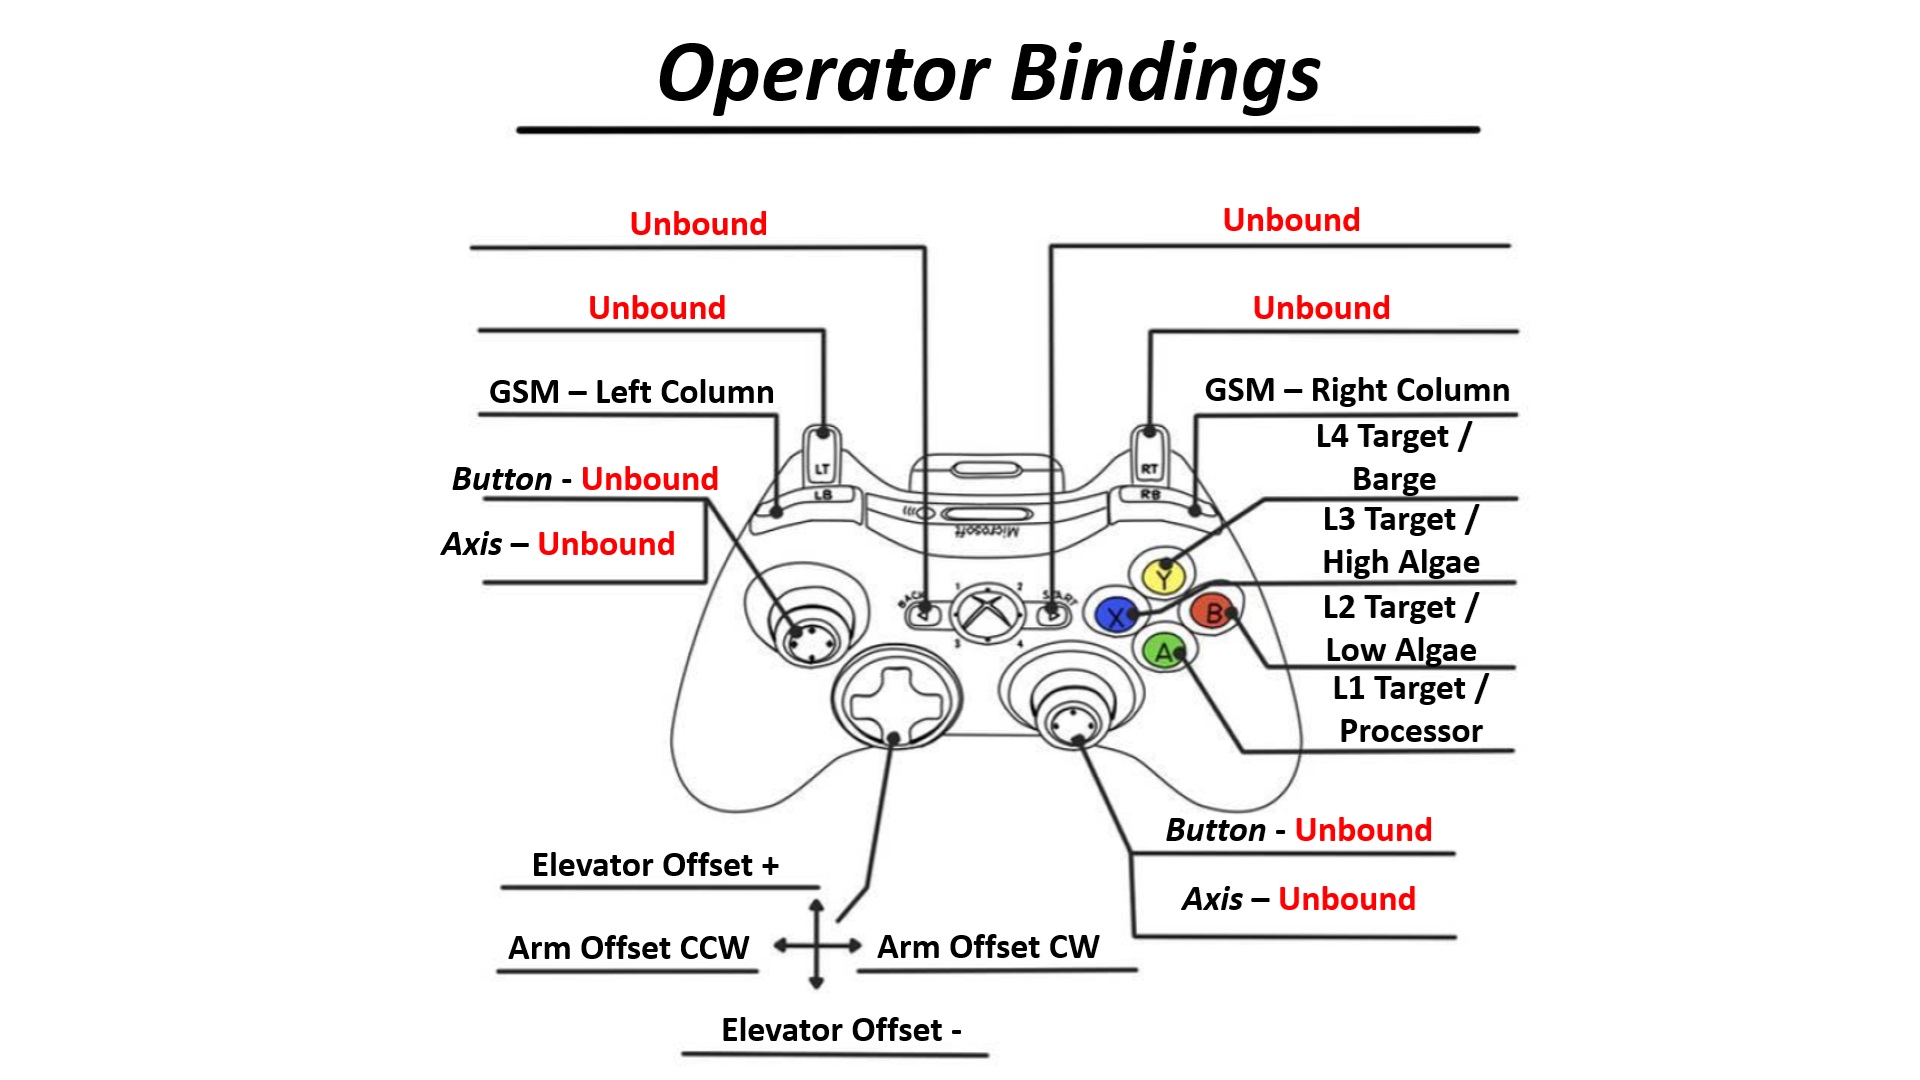 Operator Bindings
Unbound
Unbound
Unbound
Unbound
GSM – Left Column
GSM – Right Column
L4 Target /
Barge
Button - Unbound
Axis – Unbound
L3 Target /
High Algae
L2 Target /
Low Algae
L1 Target /
Processor
LT
RT
LB
RB
Microsoft
BACK
START
1
2
3
4
Y
X
B
A
Button - Unbound
Axis – Unbound
Elevator Offset +
Arm Offset CCW
Arm Offset CW
Elevator Offset -